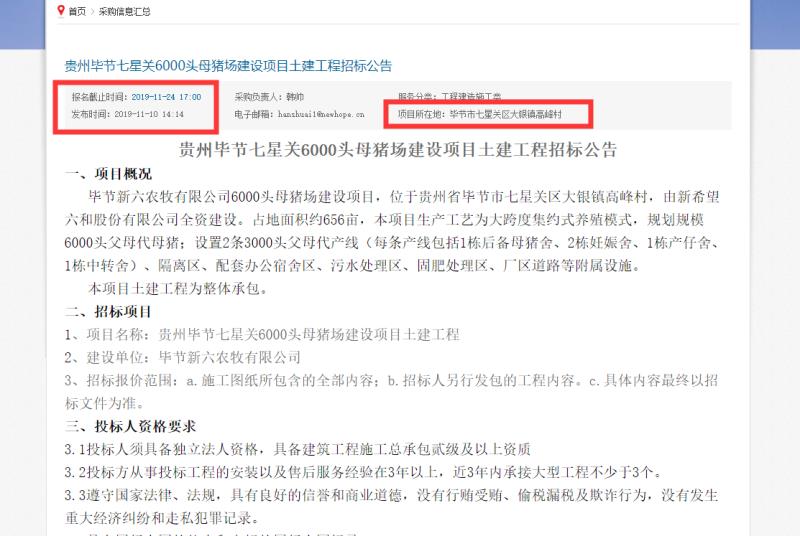 首页 > 采购信息汇总
贵州毕节七星关6000头母猪场建设项目土建工程招标公告
报名截止时间：2019-11-24 17:00 采购负责人：韩帅 服务分类：工程建造施工类
发布时间：2019-11-10 14:14 电子邮箱：hanshuai1@newhope.cn 项目所在地：毕节市七星关区大银镇高峰村
贵州毕节七星关6000头母猪场建设项目土建工程招标公告
一、项目概况
毕节新六农牧有限公司6000头母猪场建设项目，位于贵州省毕节市七星关区大银镇高峰村，由新希望
六和股份有限公司全资建设。占地面积约656亩，本项目生产工艺为大跨度集约式养殖模式，规划规模
6000头父母代母猪；设置2条3000头父母代产线（每条产线包括1栋后备母猪舍、2栋妊娠舍、1栋产仔舍、
1栋中转舍）、隔离区、配套办公宿舍区、污水处理区、固肥处理区、厂区道路等附属设施。
本项目土建工程为整体承包。
二、招标项目
1、项目名称：贵州毕节七星关6000头母猪场建设项目土建工程
2、建设单位：毕节新六农牧有限公司
3、招标报价范围：a.施工图纸所包含的全部内容；b.招标人另行发包的工程内容。c.具体内容最终以招
标文件为准。
三、投标人资格要求
3.1投标人须具备独立法人资格，具备建筑工程施工总承包贰级及以上资质
3.2投标方从事投标工程的安装以及售后服务经验在3年以上，近3年内承接大型工程不少于3个。
3.3遵守国家法律、法规，具有良好的信誉和商业道德，没有行贿受贿、偷税漏税及欺诈行为，没有发生
重大经济纠纷和走私犯罪记录。